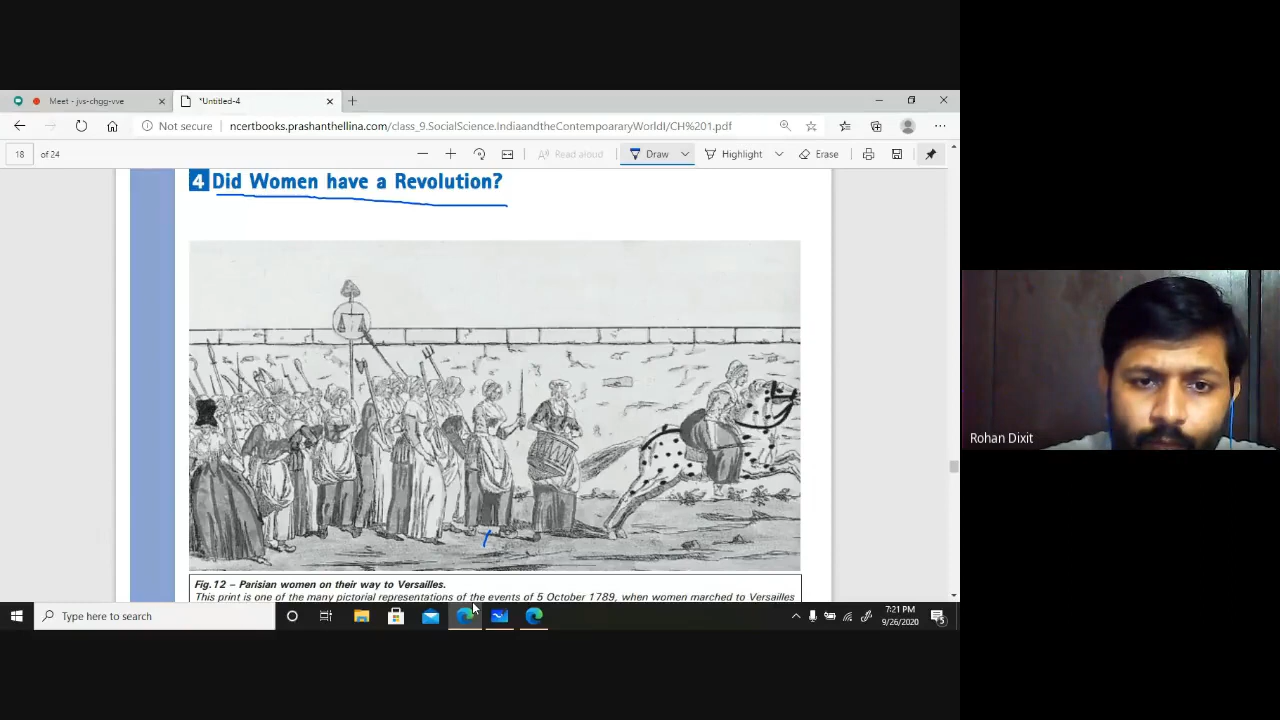 Meet - jvs-chgg-vve
*Untitled-4
Not secure
ncertbooks.prashanthellina.com/class_9.SocialScience.IndiaandtheContempoararyWorldI/CH%201.pdf
18 of 24
Read aloud
Draw
Highlight
Erase
4 Did Women have a Revolution?
Fig.12 – Parisian women on their way to Versailles.
This print is one of the many pictorial representations of the events of 5 October 1789, when women marched to Versailles
Rohan Dixit
Type here to search
7:21 PM
9/26/2020
5